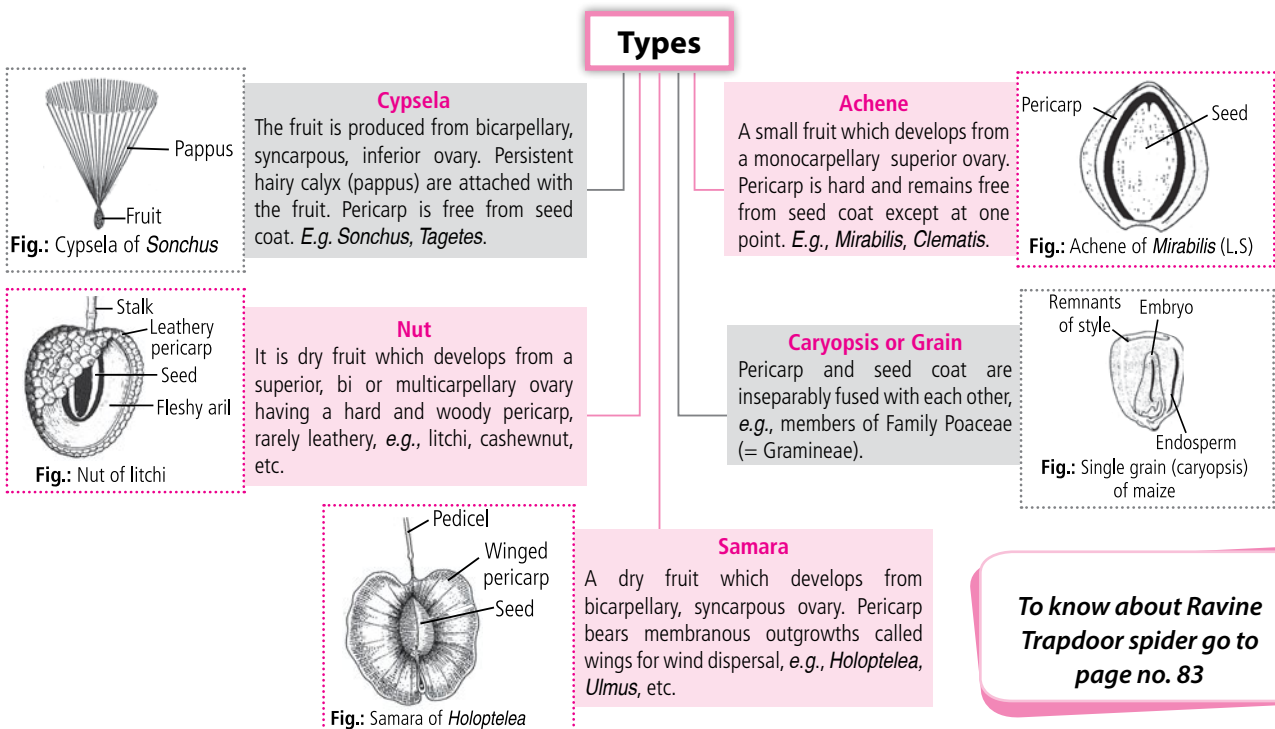 Types
Pappus
Fruit
Fig.: Cypsela of Sonchus
Cypsela
The fruit is produced from bicarpellary,
syncarpous, inferior ovary. Persistent
hairy calyx (pappus) are attached with
the fruit. Pericarp is free from seed
coat. E.g. Sonchus, Tagetes.
Achene
A small fruit which develops from
a monocarpellary superior ovary.
Pericarp is hard and remains free
from seed coat except at one
point. E.g., Mirabilis, Clematis.
Pericarp
Seed
Fig.: Achene of Mirabilis (L.S)
Stalk
Leathery
pericarp
Seed
Fleshy aril
Fig.: Nut of litchi
Nut
It is dry fruit which develops from a
superior, bi or multicarpellary ovary
having a hard and woody pericarp,
rarely leathery, e.g., litchi, cashewnut,
etc.
Caryopsis or Grain
Pericarp and seed coat are
inseparably fused with each other,
e.g., members of Family Poaceae
(= Gramineae).
Remnants
of style
Embryo
Endosperm
Fig.: Single grain (caryopsis)
of maize
Pedicel
Winged
pericarp
Seed
Fig.: Samara of Holoptelea
Samara
A dry fruit which develops from
bicarpellary, syncarpous ovary. Pericarp
bears membranous outgrowths called
wings for wind dispersal, e.g., Holoptelea,
Ulmus, etc.
To know about Ravine
Trapdoor spider go to
page no. 83